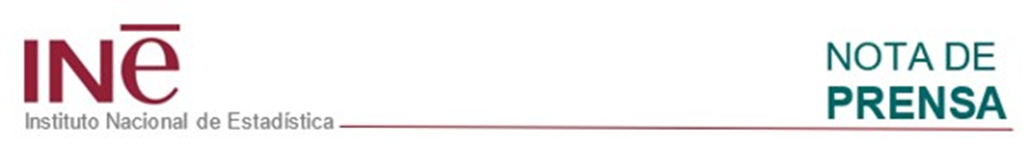 INe
Instituto Nacional de Estadística
NOTA DE
PRENSA